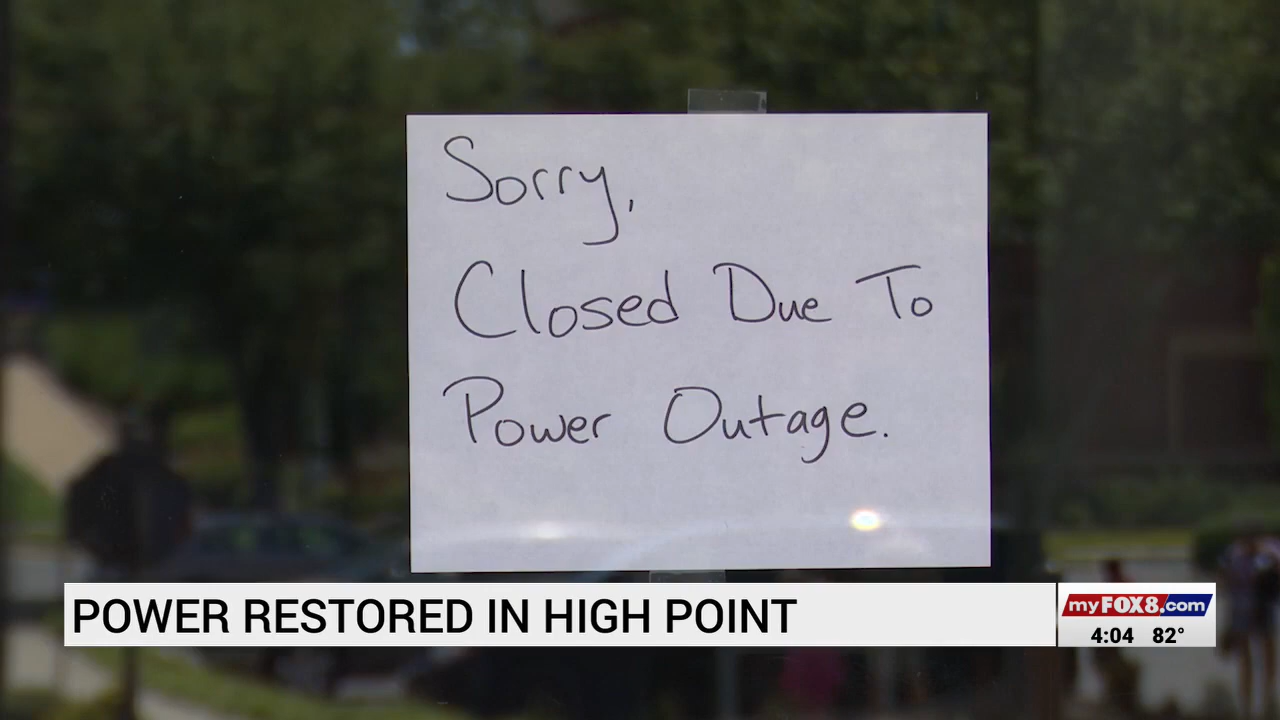 Sorry,
Closed Due To
Power Outage.
POWER RESTORED IN HIGH POINT
myFOX8.com
4:04 82°